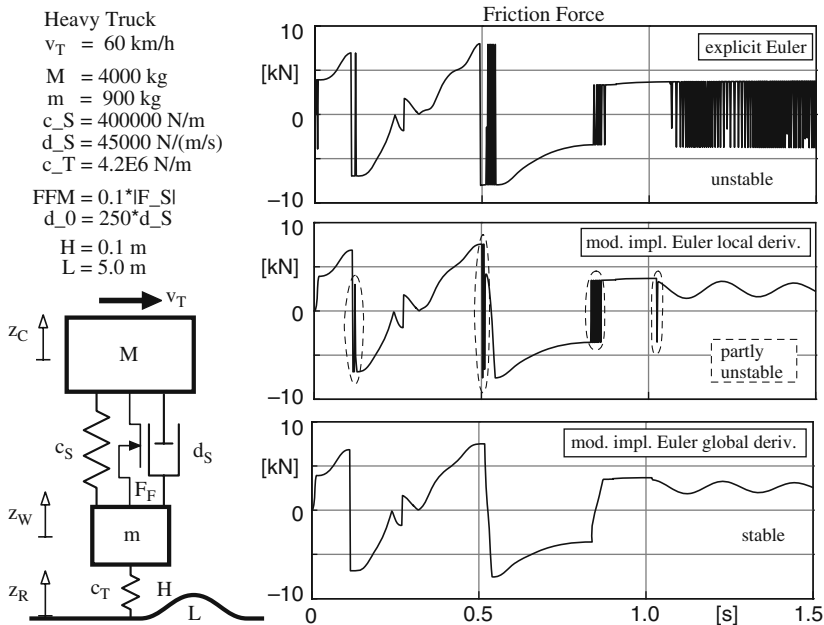 Heavy Truck
v_T = 60 km/h
M = 4000 kg
m = 900 kg
c_S = 400000 N/m
d_S = 45000 N/(m/s)
c_T = 4.2E6 N/m
FFM = 0.1*|F_S|
d_0 = 250*d_S
H = 0.1 m
L = 5.0 m
v_T
z_C
M
c_S
d_S
F_F
z_W
m
z_R
c_T
H
L
Friction Force
10
[kN]
0
−10
explicit Euler
unstable
10
[kN]
0
−10
mod. impl. Euler local deriv.
partly
unstable
10
[kN]
0
−10
mod. impl. Euler global deriv.
stable
0
0.5
1.0
[s]
1.5